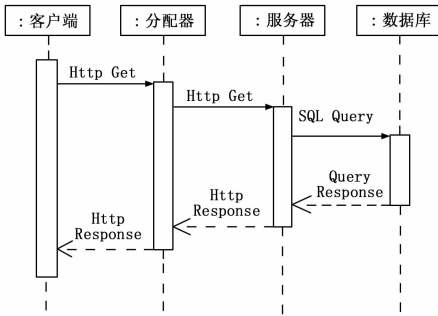 ：客户端
：分配器
：服务器
：数据库
Http Get
Http Get
SQL Query
Query
Response
Http
Response
Http
Response